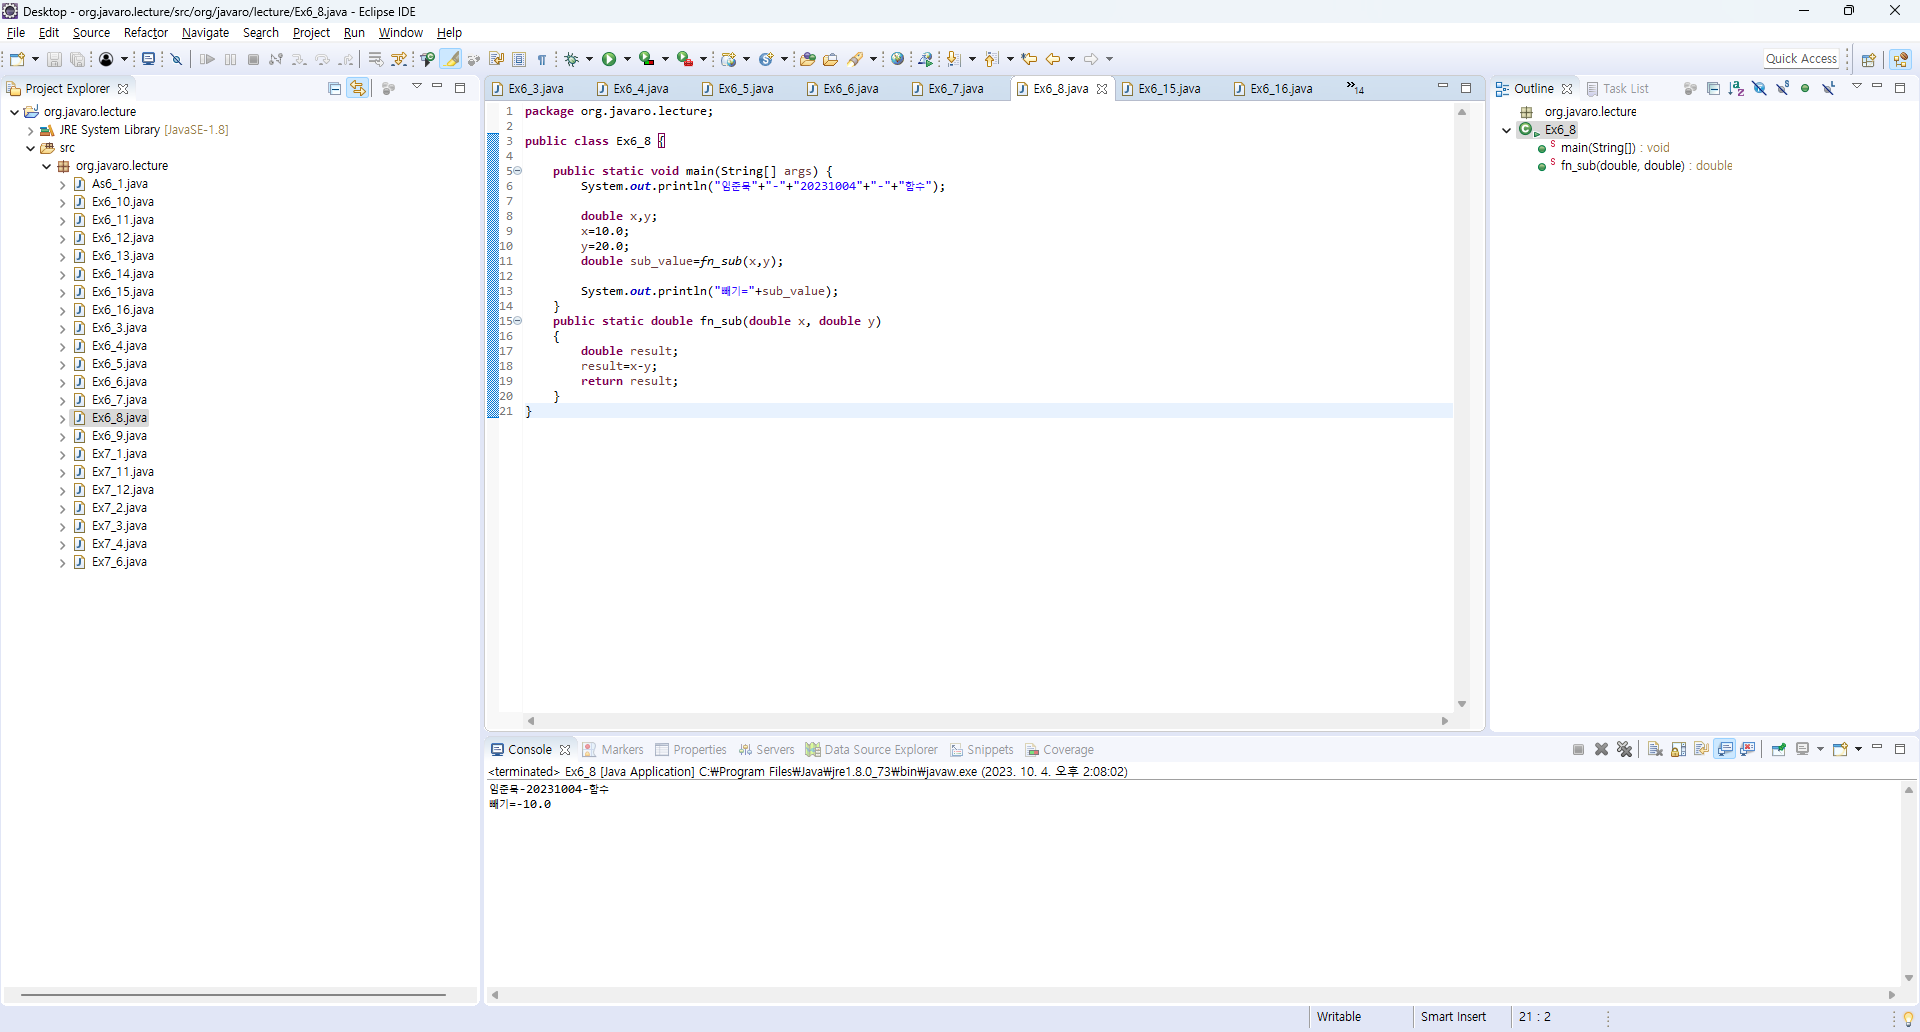 Desktop - org.javaro.lecture/src/org/javaro/lecture/Ex6_8.java - Eclipse IDE
File Edit Source Refactor Navigate Search Project Run Window Help
Quick Access
Project Explorer
org.javaro.lecture
JRE System Library [JavaSE-1.8]
src
org.javaro.lecture
As6_1.java
Ex6_10.java
Ex6_11.java
Ex6_12.java
Ex6_13.java
Ex6_14.java
Ex6_15.java
Ex6_16.java
Ex6_3.java
Ex6_4.java
Ex6_5.java
Ex6_6.java
Ex6_7.java
Ex6_8.java
Ex6_9.java
Ex7_1.java
Ex7_11.java
Ex7_12.java
Ex7_2.java
Ex7_3.java
Ex7_4.java
Ex7_6.java
Ex6_3.java Ex6_4.java Ex6_5.java Ex6_6.java Ex6_7.java Ex6_8.java Ex6_15.java Ex6_16.java »14
1 package org.javaro.lecture;
2
3 public class Ex6_8 {
4
5 public static void main(String[] args) {
6 System.out.println("임준묵"+"-"+"20231004"+"-"+"함수");
7
8 double x,y;
9 x=10.0;
10 y=20.0;
11 double sub_value=fn_sub(x,y);
12
13 System.out.println("빼기="+sub_value);
14 }
15 public static double fn_sub(double x, double y)
16 {
17 double result;
18 result=x-y;
19 return result;
20 }
21 }
Outline Task List
org.javaro.lecture
Ex6_8
main(String[]) : void
fn_sub(double, double) : double
Console Markers Properties Servers Data Source Explorer Snippets Coverage
<terminated> Ex6_8 [Java Application] C:₩Program Files₩Java₩jre1.8.0_73₩bin₩javaw.exe (2023. 10. 4. 오후 2:08:02)
임준묵-20231004-함수
빼기=-10.0
Writable Smart Insert 21 : 2